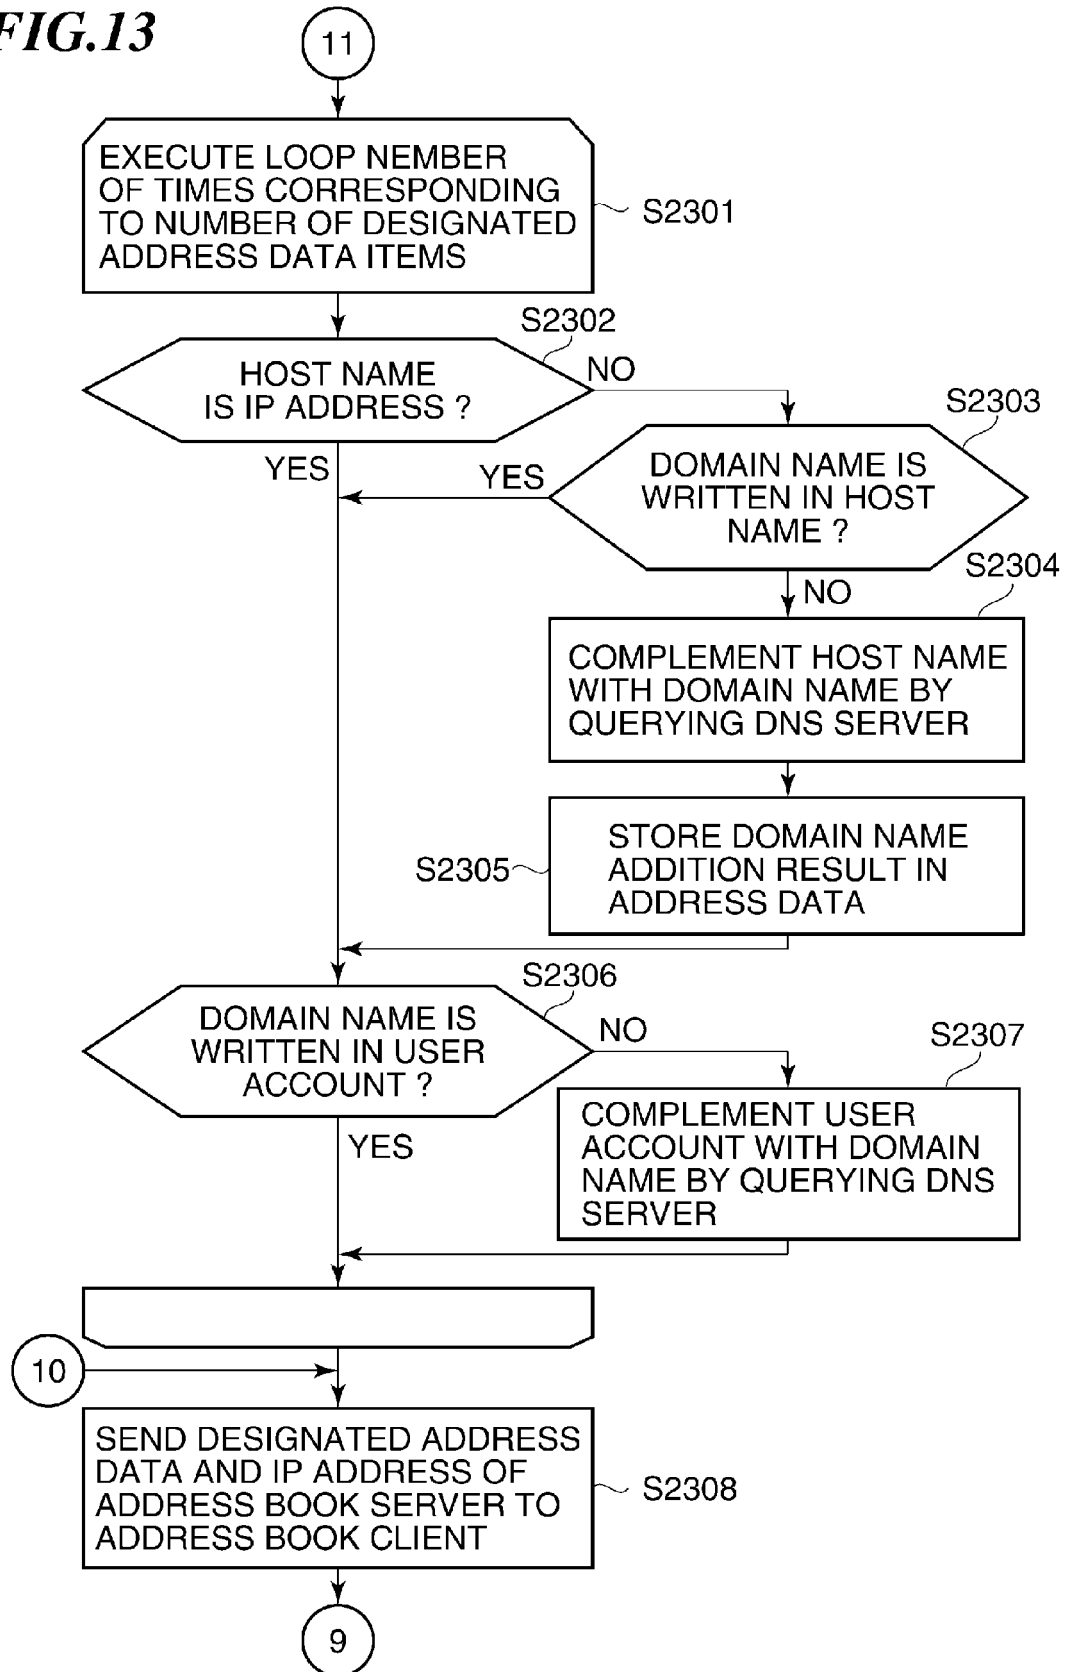 FIG.13
11
EXECUTE LOOP NEMBER
OF TIMES CORRESPONDING
TO NUMBER OF DESIGNATED
ADDRESS DATA ITEMS
S2301
S2302
HOST NAME
IS IP ADDRESS ?
NO
YES
S2303
DOMAIN NAME IS
WRITTEN IN HOST
NAME ?
YES
NO
S2304
COMPLEMENT HOST NAME
WITH DOMAIN NAME BY
QUERYING DNS SERVER
STORE DOMAIN NAME
ADDITION RESULT IN
ADDRESS DATA
S2305
S2306
DOMAIN NAME IS
WRITTEN IN USER
ACCOUNT ?
NO
YES
S2307
COMPLEMENT USER
ACCOUNT WITH DOMAIN
NAME BY QUERYING DNS
SERVER
10
SEND DESIGNATED ADDRESS
DATA AND IP ADDRESS OF
ADDRESS BOOK SERVER TO
ADDRESS BOOK CLIENT
S2308
9